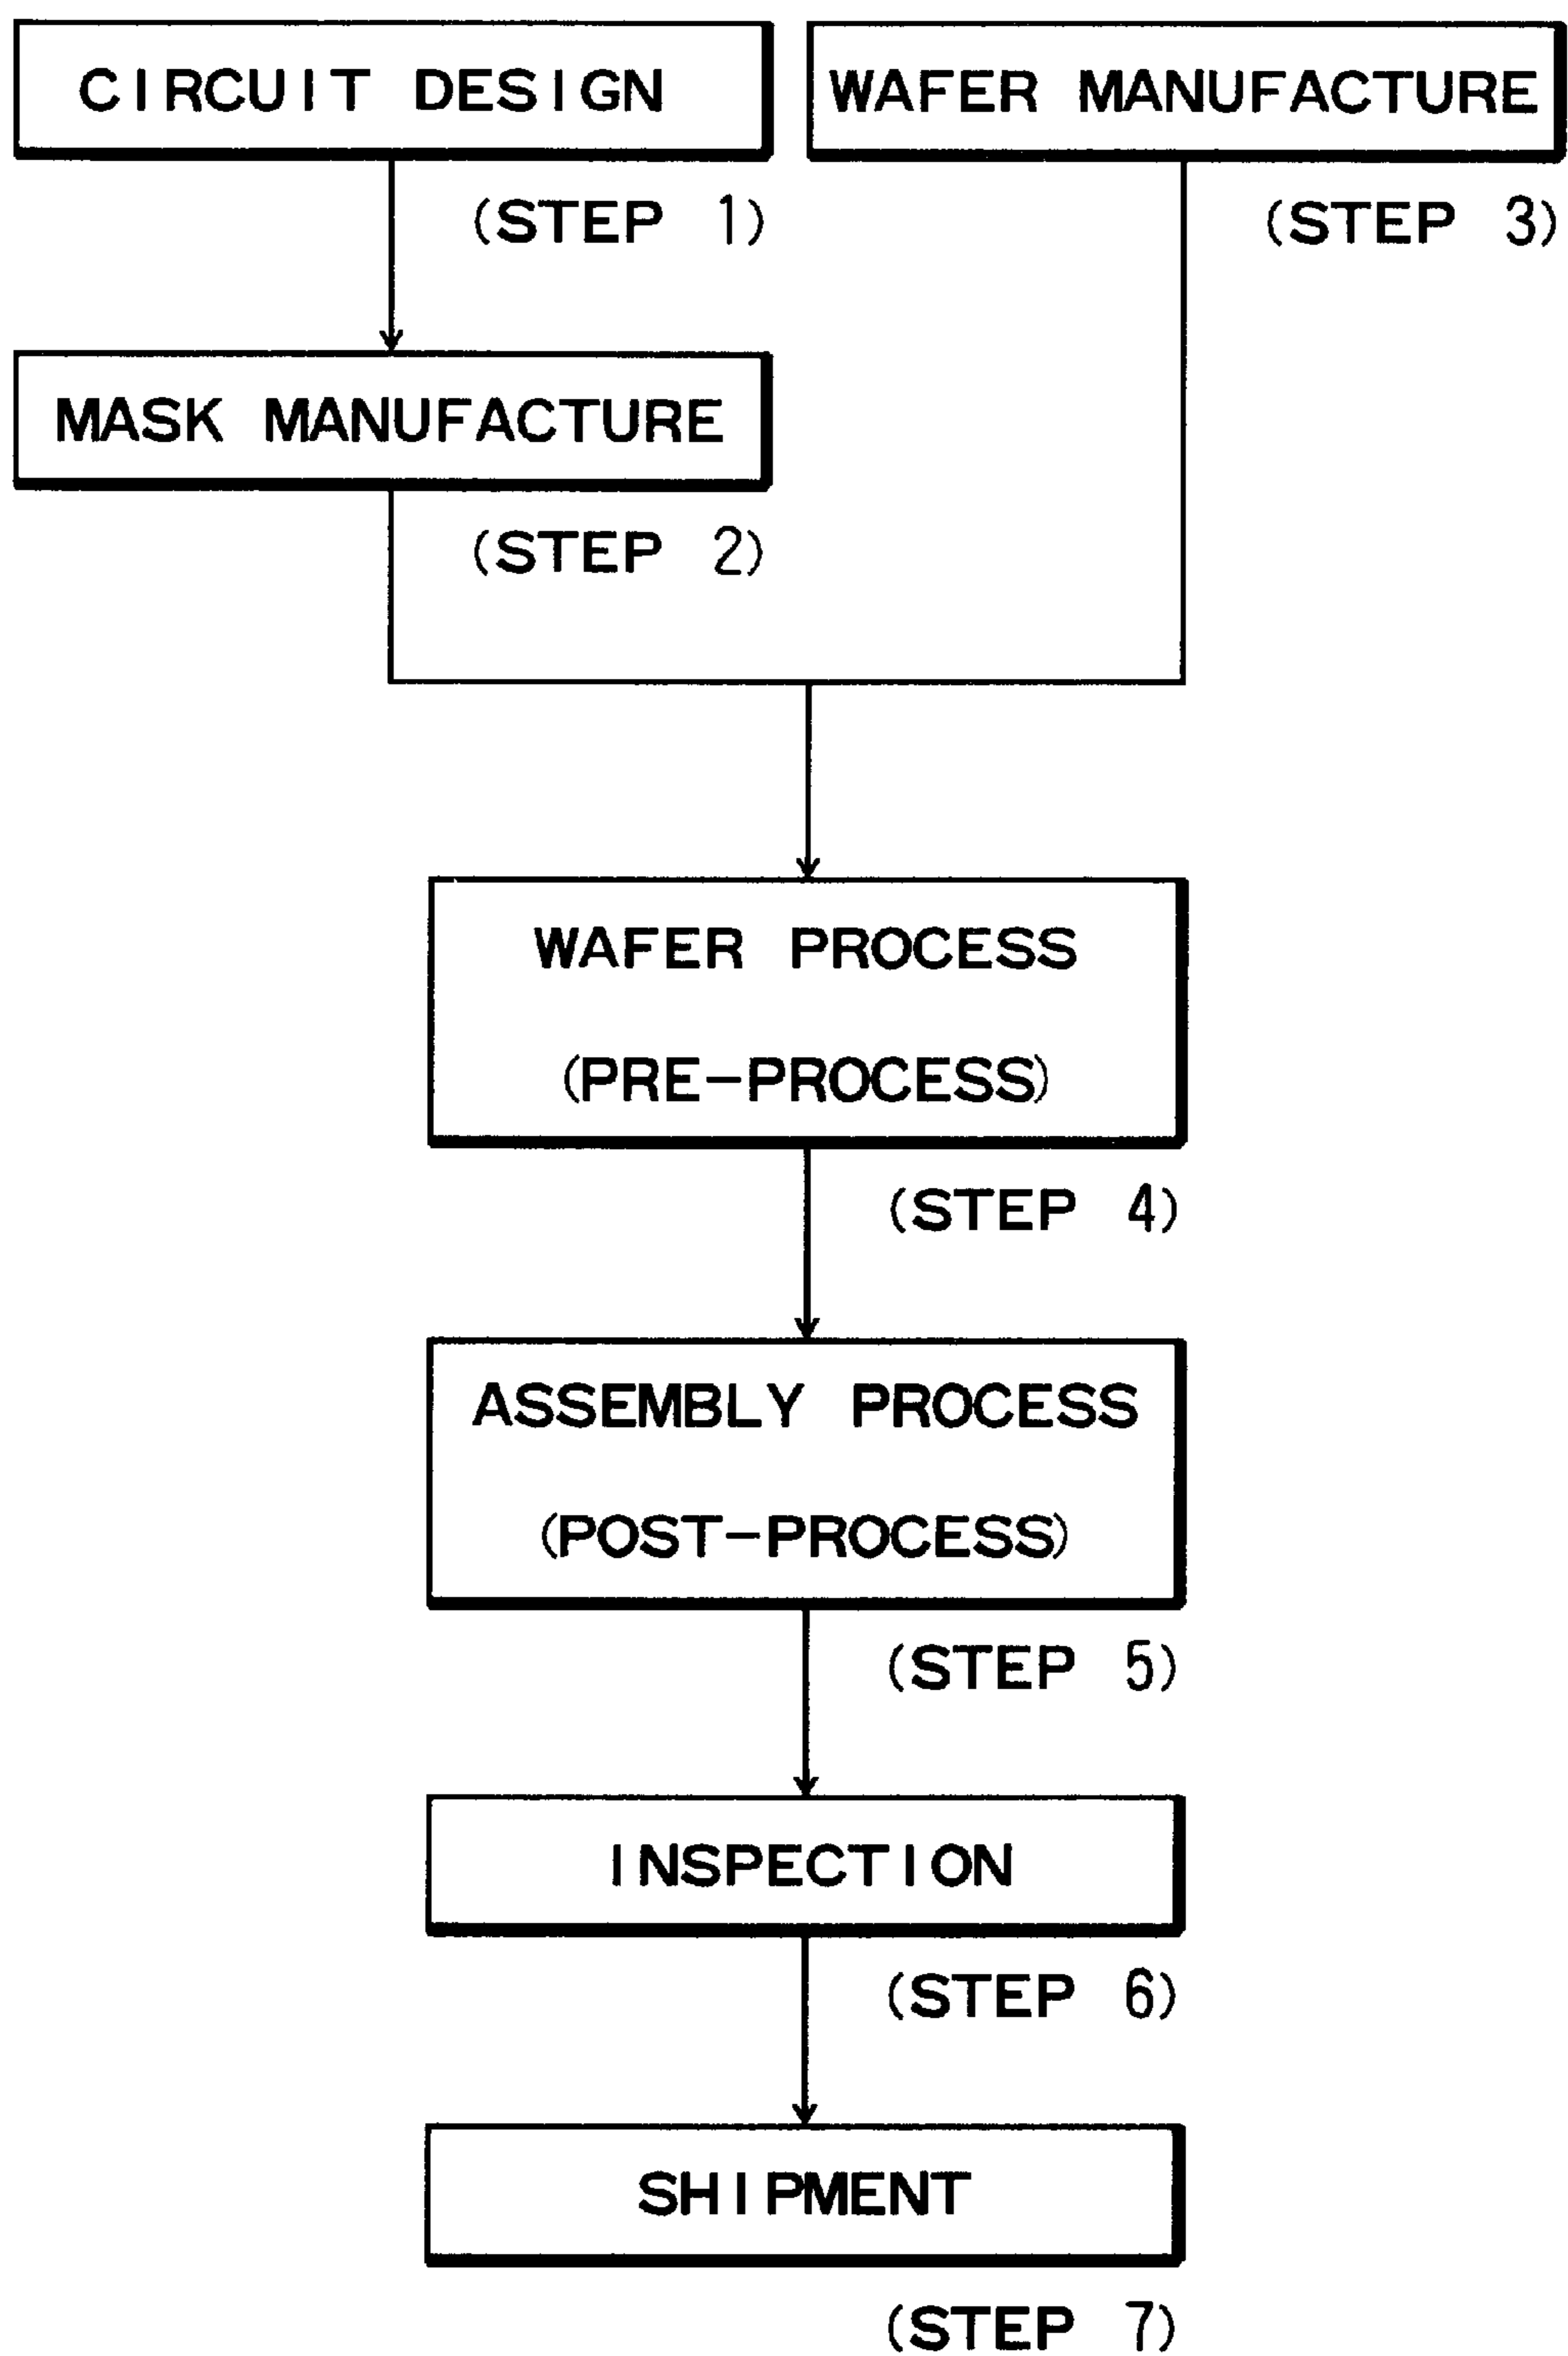 CIRCUIT DESIGN
(STEP 1)
WAFER MANUFACTURE
(STEP 3)
MASK MANUFACTURE
(STEP 2)
WAFER PROCESS
(PRE-PROCESS)
(STEP 4)
ASSEMBLY PROCESS
(POST-PROCESS)
(STEP 5)
INSPECTION
(STEP 6)
SHIPMENT
(STEP 7)